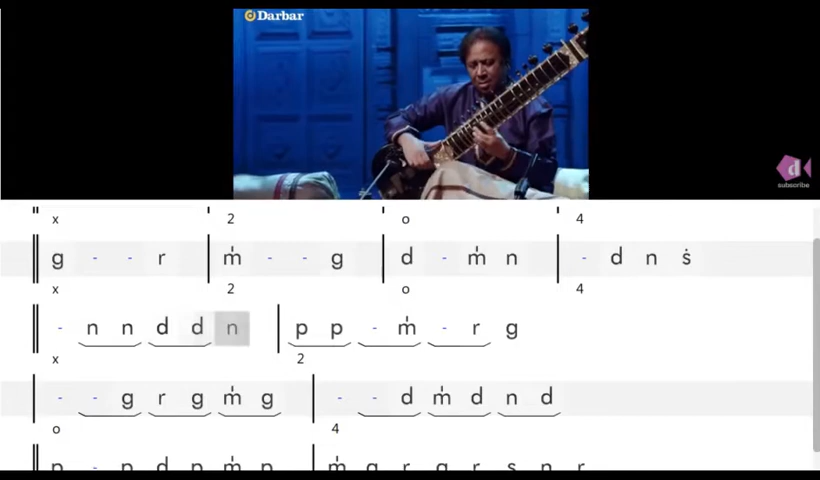 Darbar
d
subscribe
x 2 o 4
g - - r m̍ - - g d - m̍ n - d n ṡ
x 2 o 4
- n n d d n p p - m̍ - r g
x 2
- - g r g m̍ g - - d m̍ d n d
o 4